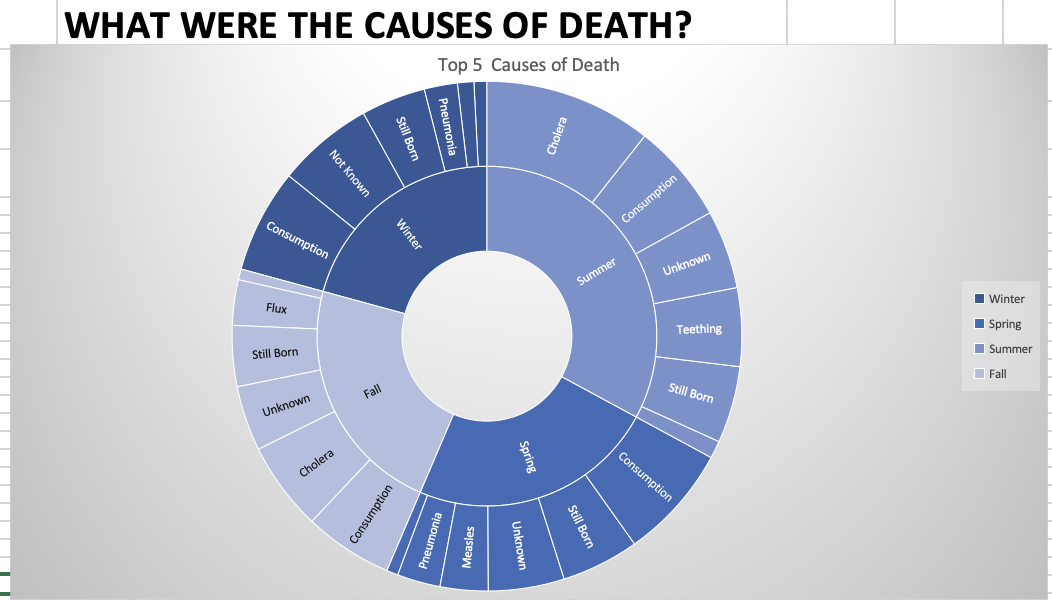 WHAT WERE THE CAUSES OF DEATH?
Top 5 Causes of Death
Cholera
Consumption
Unknown
Teething
Still Born
Summer
Consumption
Still Born
Unknown
Measles
Pneumonia
Spring
Consumption
Cholera
Unknown
Still Born
Flux
Fall
Consumption
Not Known
Still Born
Pneumonia
Winter
Winter
Spring
Summer
Fall